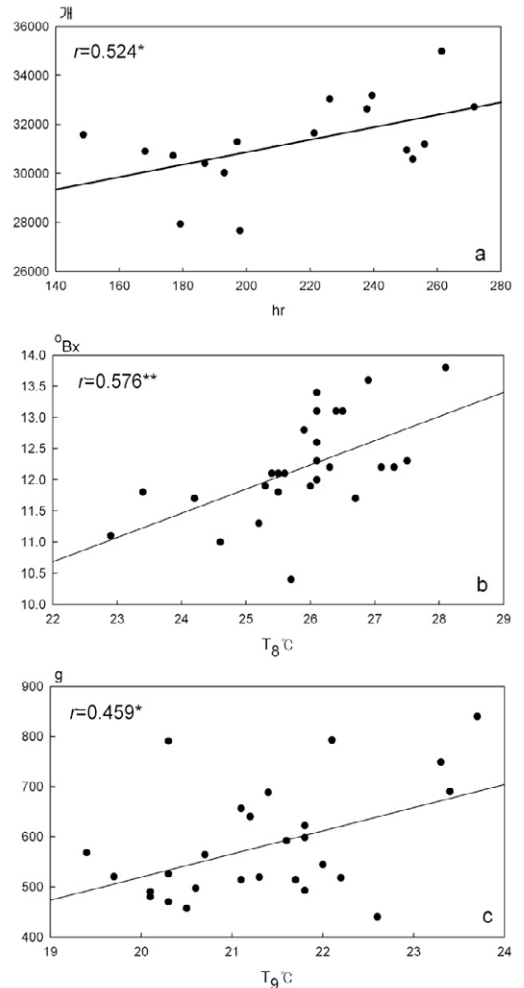 개
r=0.524*
36000
34000
32000
30000
28000
26000
140 160 180 200 220 240 260 280
hr
a
°Bx
r=0.576**
14.0
13.5
13.0
12.5
12.0
11.5
11.0
10.5
10.0
22 23 24 25 26 27 28 29
T8℃
b
g
r=0.459*
900
800
700
600
500
400
19 20 21 22 23 24
T9℃
c